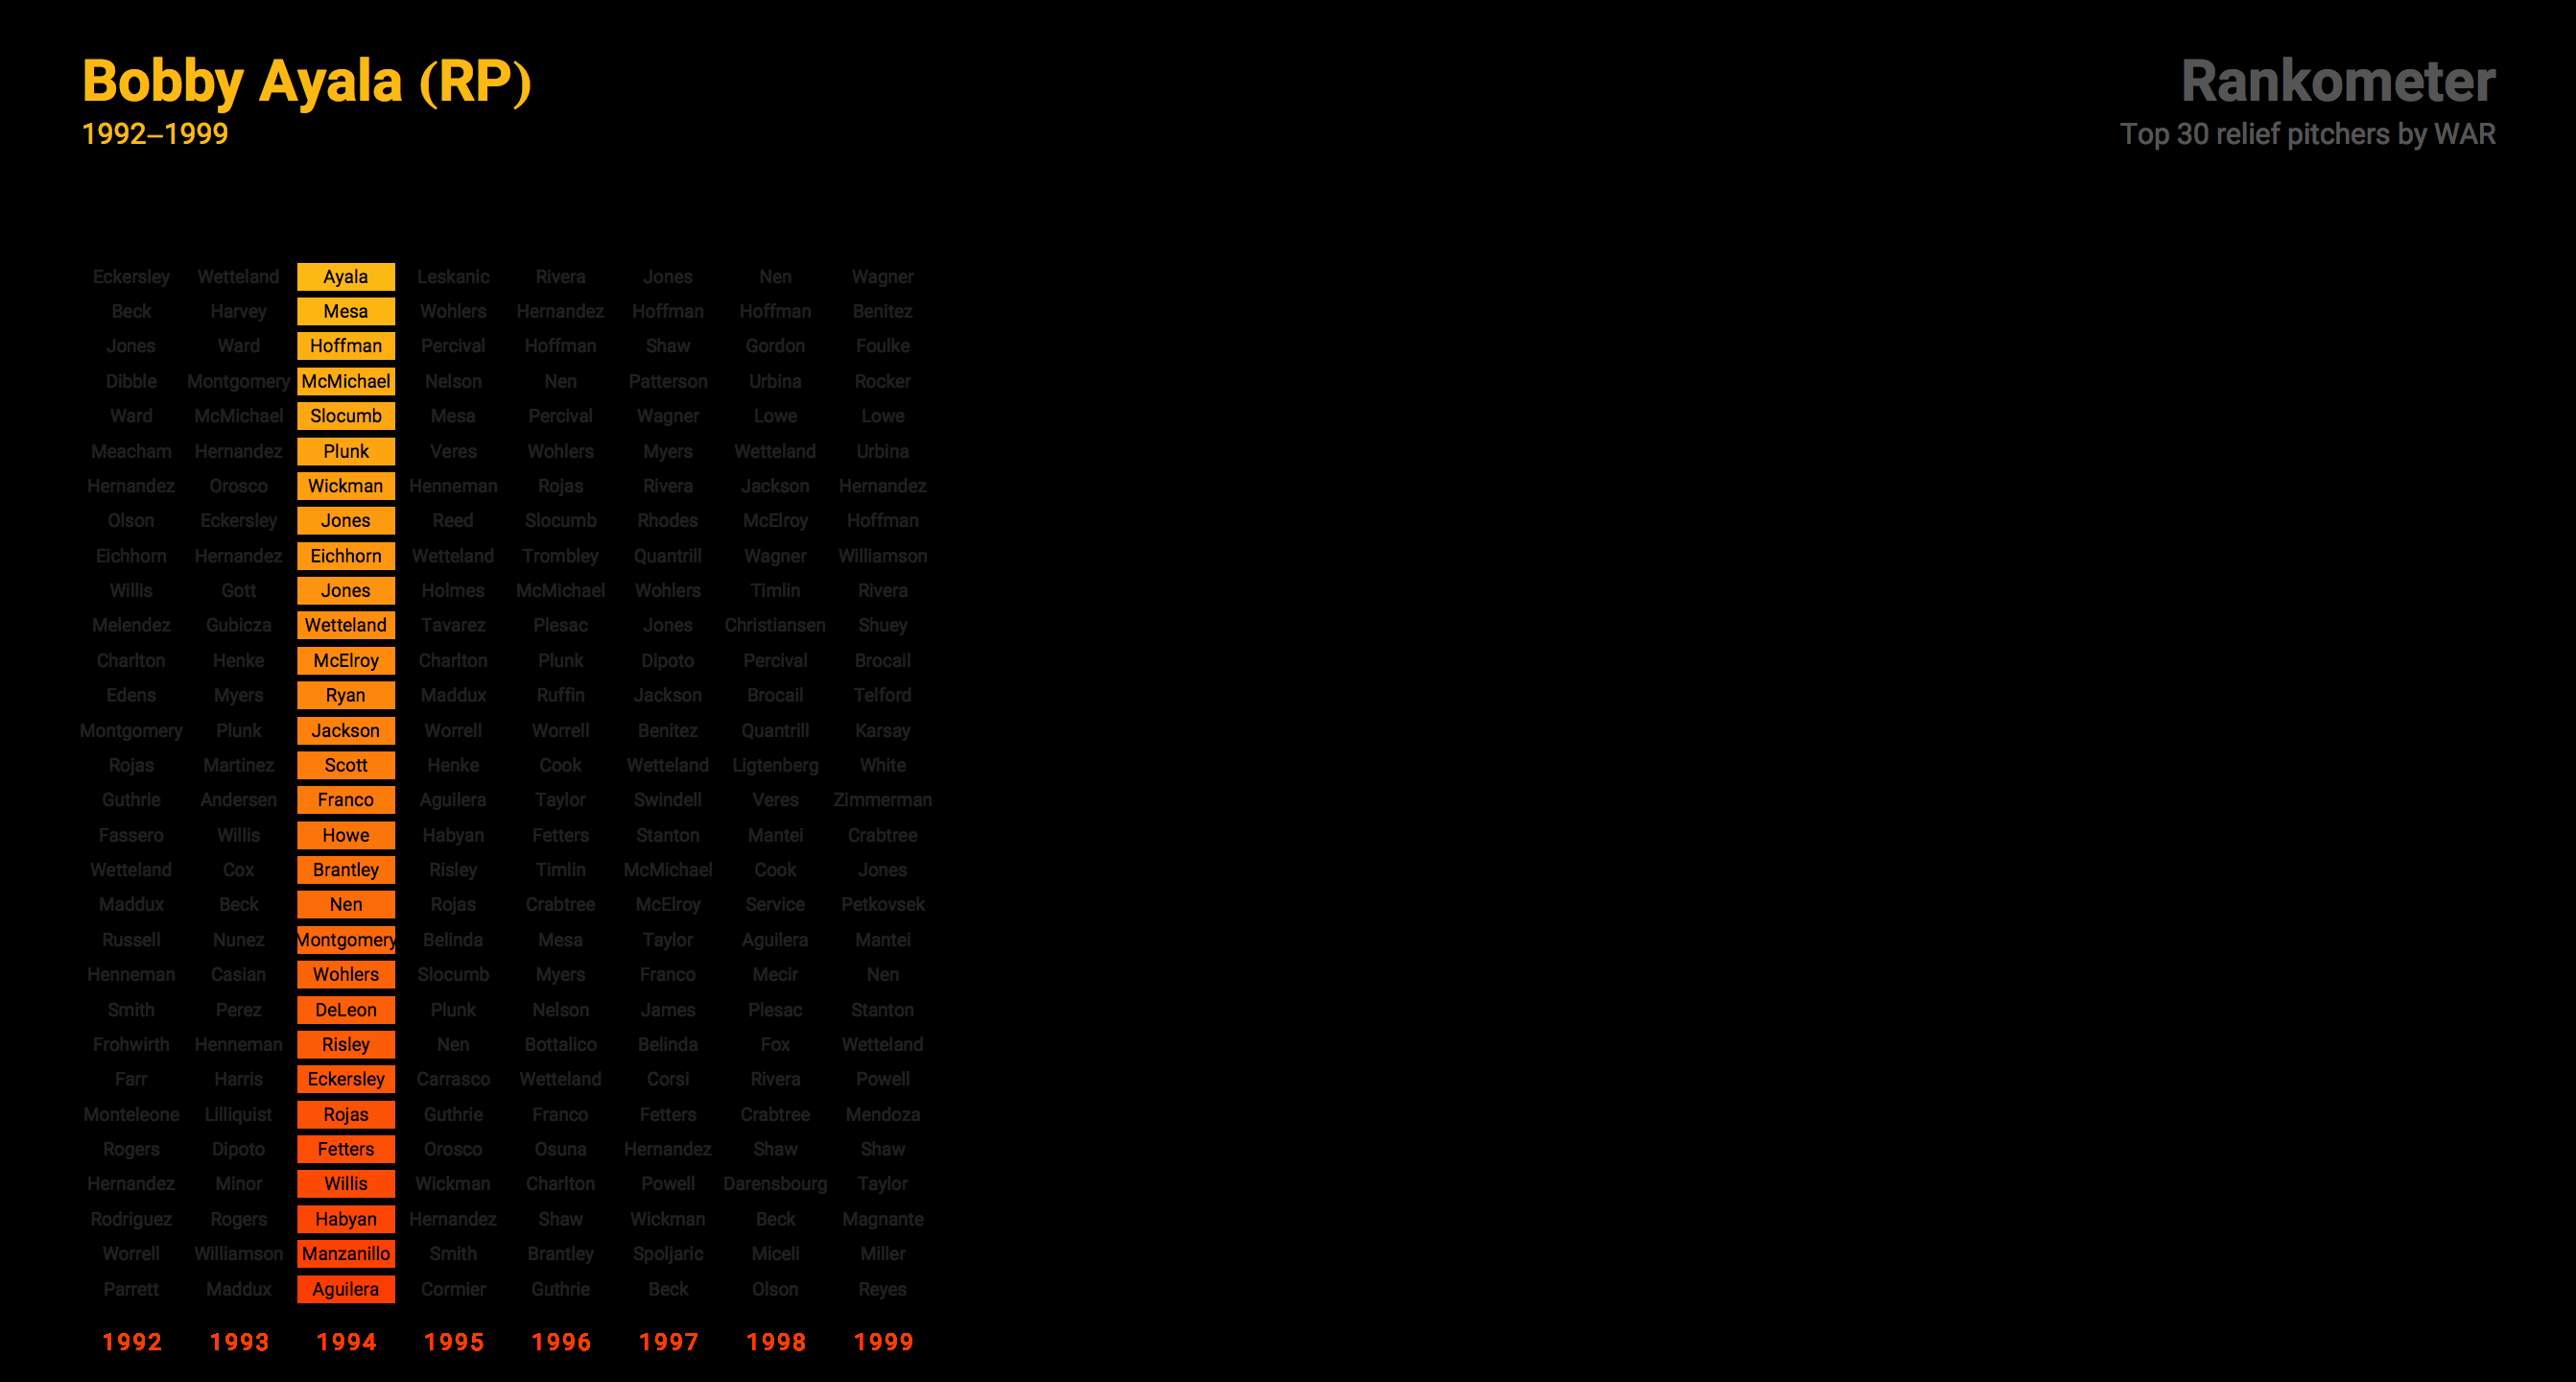 Bobby Ayala (RP)
1992–1999
Rankometer
Top 30 relief pitchers by WAR
Eckersley Wetteland Ayala Leskanic Rivera Jones Nen Wagner
Beck Harvey Mesa Wohlers Hernandez Hoffman Hoffman Benitez
Jones Ward Hoffman Percival Hoffman Shaw Gordon Foulke
Dibble Montgomery McMichael Nelson Nen Patterson Urbina Rocker
Ward McMichael Slocumb Mesa Percival Wagner Lowe Lowe
Meacham Hernandez Plunk Veres Wohlers Myers Wetteland Urbina
Hernandez Orosco Wickman Henneman Rojas Rivera Jackson Hernandez
Olson Eckersley Jones Reed Slocumb Rhodes McElroy Hoffman
Eichhorn Hernandez Eichhorn Wetteland Trombley Quantrill Wagner Williamson
Willis Gott Jones Holmes McMichael Wohlers Timlin Rivera
Melendez Gubicza Wetteland Tavarez Plesac Jones Christiansen Shuey
Charlton Henke McElroy Charlton Plunk Dipoto Percival Brocail
Edens Myers Ryan Maddux Ruffin Jackson Brocail Telford
Montgomery Plunk Jackson Worrell Worrell Benitez Quantrill Karsay
Rojas Martinez Scott Henke Cook Wetteland Ligtenberg White
Guthrie Andersen Franco Aguilera Taylor Swindell Veres Zimmerman
Fassero Willis Howe Habyan Fetters Stanton Mantei Crabtree
Wetteland Cox Brantley Risley Timlin McMichael Cook Jones
Maddux Beck Nen Rojas Crabtree McElroy Service Petkovsek
Russell Nunez Montgomery Belinda Mesa Taylor Aguilera Mantei
Henneman Casian Wohlers Slocumb Myers Franco Mecir Nen
Smith Perez DeLeon Plunk Nelson James Plesac Stanton
Frohwirth Henneman Risley Nen Bottalico Belinda Fox Wetteland
Farr Harris Eckersley Carrasco Wetteland Corsi Rivera Powell
Monteleone Lilliquist Rojas Guthrie Franco Fetters Crabtree Mendoza
Rogers Dipoto Fetters Orosco Osuna Hernandez Shaw Shaw
Hernandez Minor Willis Wickman Charlton Powell Darensbourg Taylor
Rodriguez Rogers Habyan Hernandez Shaw Wickman Beck Magnante
Worrell Williamson Manzanillo Smith Brantley Spoljaric Miceli Miller
Parrett Maddux Aguilera Cormier Guthrie Beck Olson Reyes
1992 1993 1994 1995 1996 1997 1998 1999